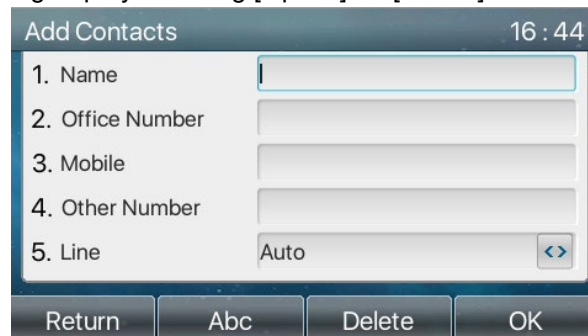 Add Contacts 16:44
1. Name
2. Office Number
3. Mobile
4. Other Number
5. Line Auto <>
Return Abc Delete OK